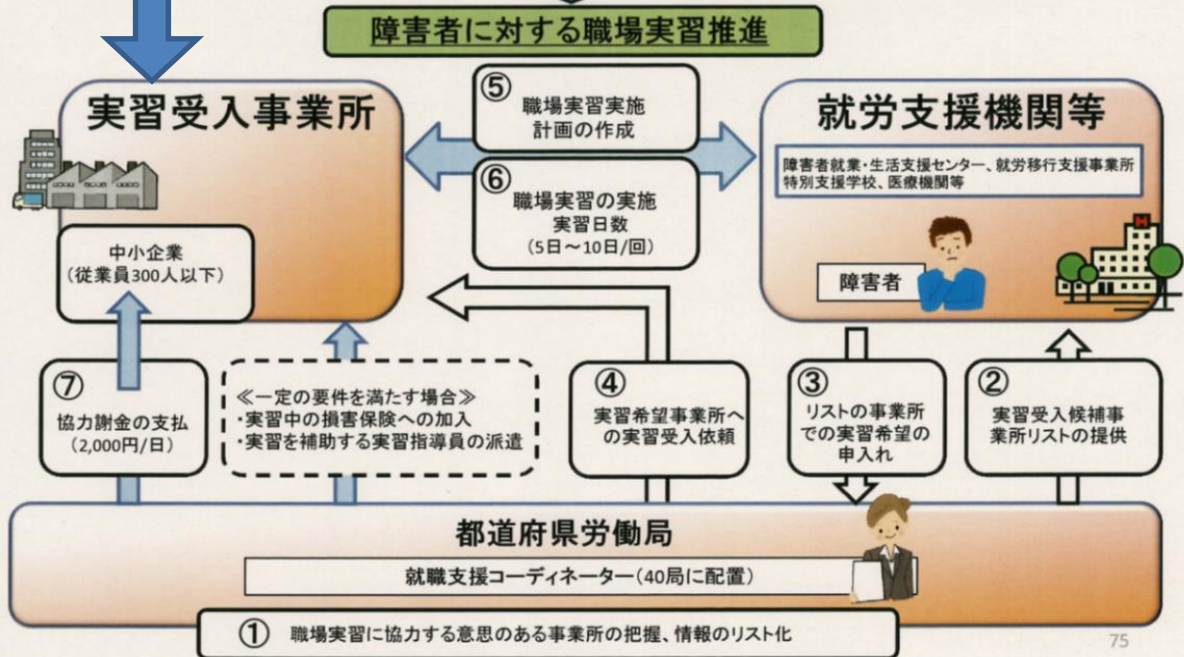 障害者に対する職場実習推進
実習受入事業所
中小企業
(従業員300人以下)
⑤
職場実習実施
計画の作成
⑥
職場実習の実施
実習日数
(5日～10日/回)
就労支援機関等
障害者就業・生活支援センター、就労移行支援事業所
特別支援学校、医療機関等
H
障害者
⑦
協力謝金の支払
(2,000円/日)
≪一定の要件を満たす場合≫
・実習中の損害保険への加入
・実習を補助する実習指導員の派遣
④
実習希望事業所へ
の実習受入依頼
③
リストの事業所
での実習希望の
申入れ
②
実習受入候補事
業所リストの提供
都道府県労働局
就職支援コーディネーター(40局に配置)
① 職場実習に協力する意思のある事業所の把握、情報のリスト化
75